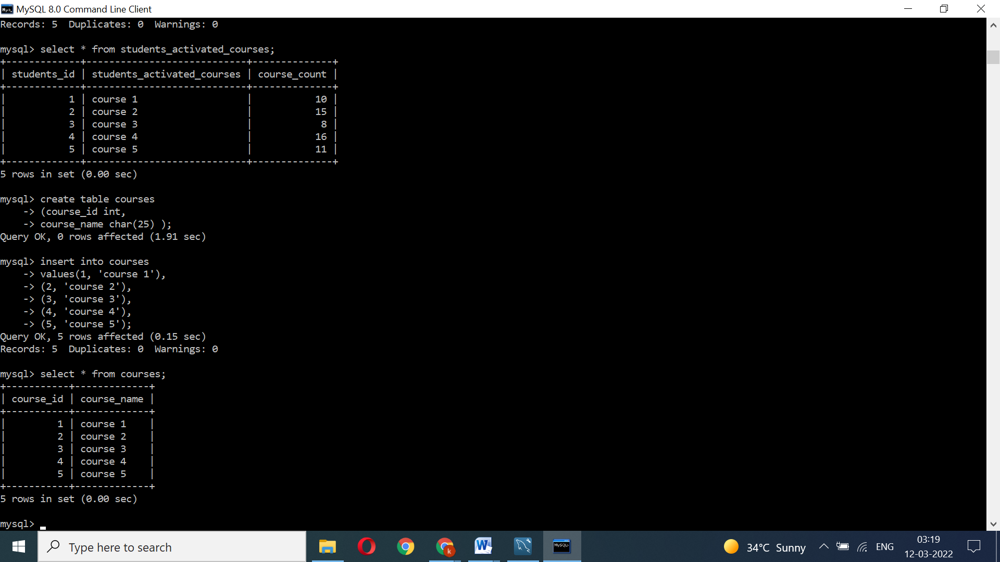 MySQL 8.0 Command Line Client
Records: 5  Duplicates: 0  Warnings: 0
mysql> select * from students_activated_courses;
+-------------+----------------------------+--------------+
| students_id | students_activated_courses | course_count |
+-------------+----------------------------+--------------+
|           1 | course 1                   |           10 |
|           2 | course 2                   |           15 |
|           3 | course 3                   |            8 |
|           4 | course 4                   |           16 |
|           5 | course 5                   |           11 |
+-------------+----------------------------+--------------+
5 rows in set (0.00 sec)
mysql> create table courses
    -> (course_id int,
    -> course_name char(25) );
Query OK, 0 rows affected (1.91 sec)
mysql> insert into courses
    -> values(1, 'course 1'),
    -> (2, 'course 2'),
    -> (3, 'course 3'),
    -> (4, 'course 4'),
    -> (5, 'course 5');
Query OK, 5 rows affected (0.15 sec)
Records: 5  Duplicates: 0  Warnings: 0
mysql> select * from courses;
+-----------+-------------+
| course_id | course_name |
+-----------+-------------+
|         1 | course 1    |
|         2 | course 2    |
|         3 | course 3    |
|         4 | course 4    |
|         5 | course 5    |
+-----------+-------------+
5 rows in set (0.00 sec)
mysql>
Type here to search
W
k
MySQL>
34°C Sunny
ENG
03:19
12-03-2022